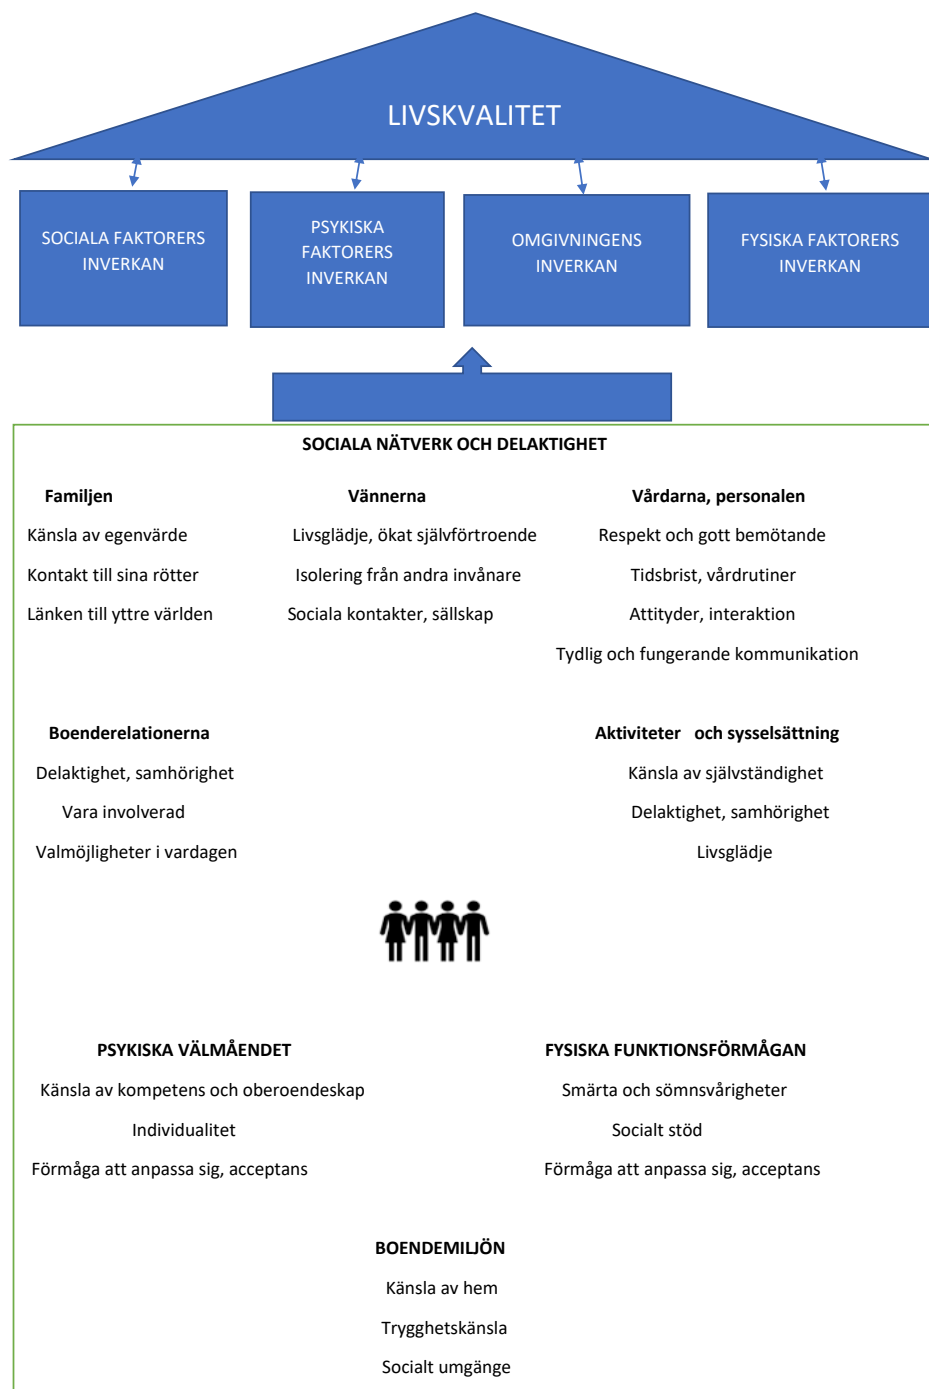 LIVSKVALITET
SOCIALA FAKTORERS
INVERKAN
PSYKISKA
FAKTORERS
INVERKAN
OMGIVNINGENS
INVERKAN
FYSISKA FAKTORERS
INVERKAN
SOCIALA NÄTVERK OCH DELAKTIGHET
Familjen Vännerna Vårdarna, personalen
Känsla av egenvärde Livsglädje, ökat självförtroende Respekt och gott bemötande
Kontakt till sina rötter Isolering från andra invånare Tidsbrist, vårdrutiner
Länken till yttre världen Sociala kontakter, sällskap Attityder, interaktion
Tydlig och fungerande kommunikation
Boenderelationerna Aktiviteter och sysselsättning
Delaktighet, samhörighet Känsla av självständighet
Vara involverad Delaktighet, samhörighet
Valmöjligheter i vardagen Livsglädje
PSYKISKA VÄLMÅENDET FYSISKA FUNKTIONSFÖRMÅGAN
Känsla av kompetens och oberoendeskap Smärta och sömnsvårigheter
Individualitet Socialt stöd
Förmåga att anpassa sig, acceptans Förmåga att anpassa sig, acceptans
BOENDEMILJÖN
Känsla av hem
Trygghetskänsla
Socialt umgänge